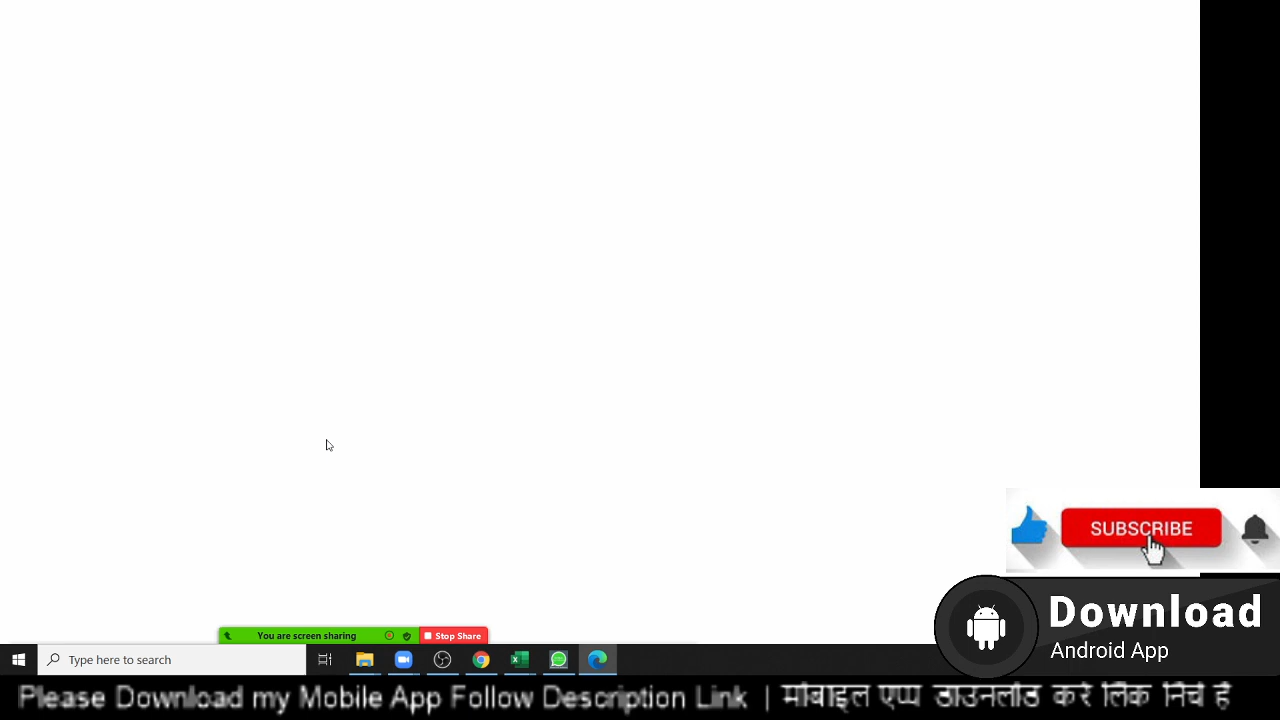 SUBSCRIBE
Download
Android App
You are screen sharing
Stop Share
Type here to search
Please Download my Mobile App Follow Description Link | मोबाइल एप्प डाउनलोड करे लिंक निचे है